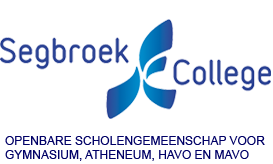 Segbroek
College
OPENBARE SCHOLENGEMEENSCHAP VOOR
GYMNASIUM, ATHENEUM, HAVO EN MAVO